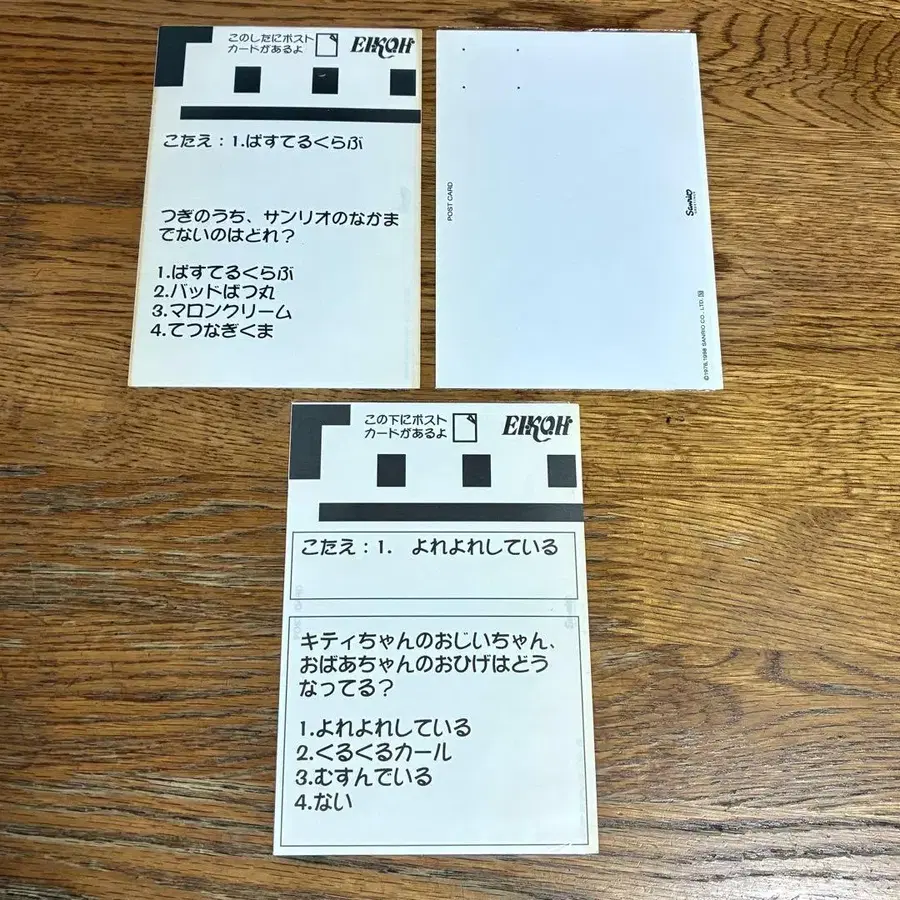 このしたにポスト
カードがあるよ
EIKOH
こたえ：1.ぱすてるくらぶ
つぎのうち、サンリオのなかま
でないのはどれ？
1.ぱすてるくらぶ
2.バッドばつ丸
3.マロンクリーム
4.てつなぎくま
POST CARD
Sanrio
©1976, 1998 SANRIO CO., LTD.
この下にポスト
カードがあるよ
EIKOH
こたえ：1. よれよれしている
キティちゃんのおじいちゃん、
おばあちゃんのおひげはどう
なってる？
1.よれよれしている
2.くるくるカール
3.むすんでいる
4.ない